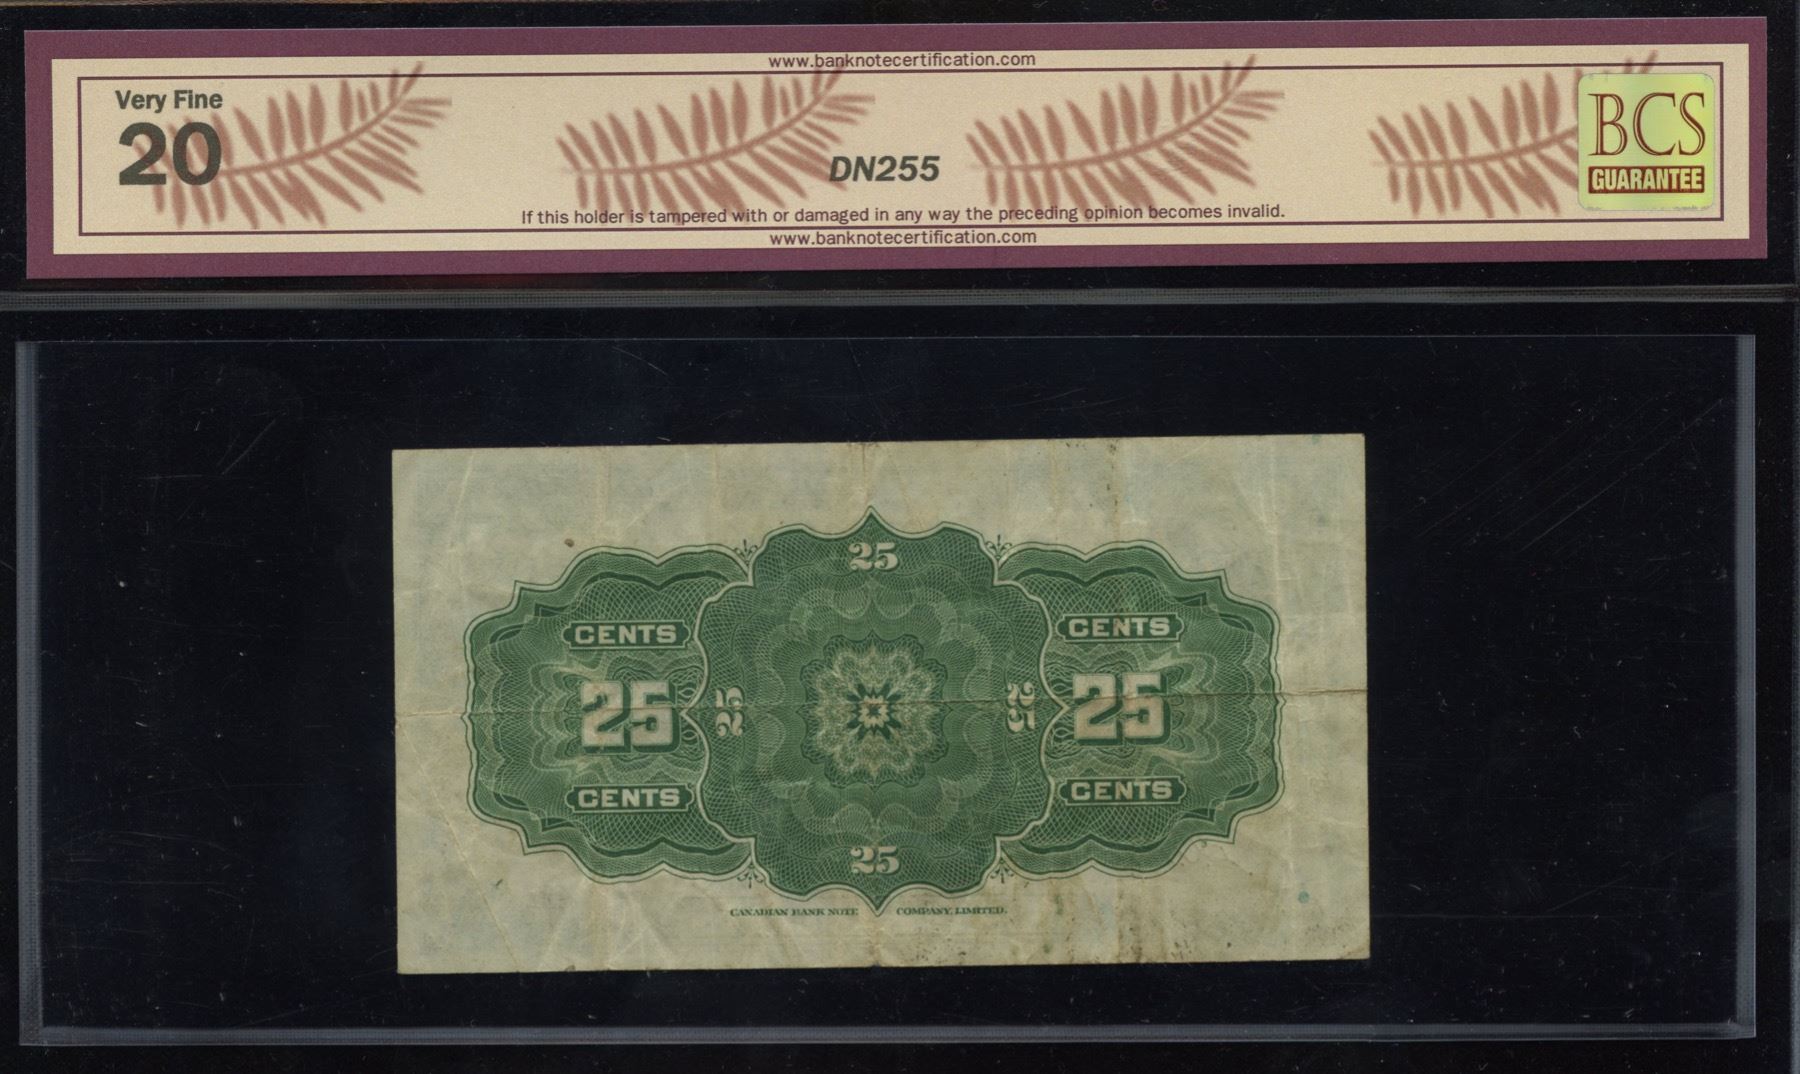 www.banknotecertification.com
Very Fine
20
DN255
BCS
GUARANTEE
If this holder is tampered with or damaged in any way the preceding opinion becomes invalid.
www.banknotecertification.com
25
CENTS
CENTS
25
25
25
25
CENTS
CENTS
25
CANADIAN BANK NOTE COMPANY, LIMITED.